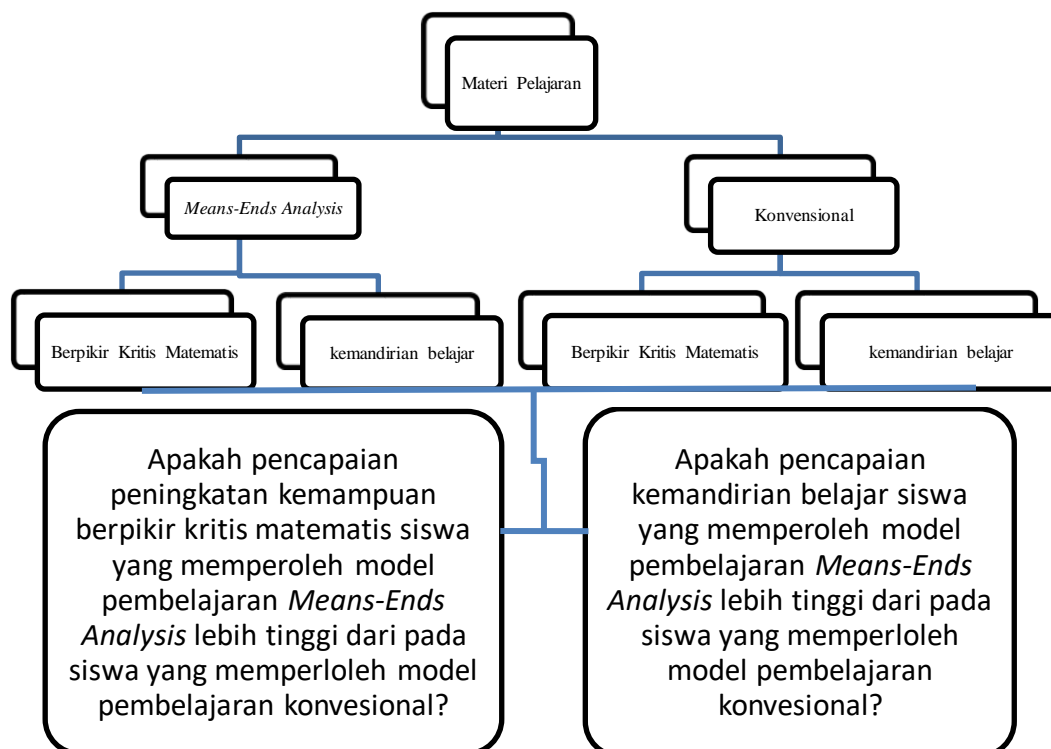 Materi Pelajaran
Means-Ends Analysis
Konvensional
Berpikir Kritis Matematis
kemandirian belajar
Berpikir Kritis Matematis
kemandirian belajar
Apakah pencapaian
peningkatan kemampuan
berpikir kritis matematis siswa
yang memperoleh model
pembelajaran Means-Ends
Analysis lebih tinggi dari pada
siswa yang memperloleh model
pembelajaran konvesional?
Apakah pencapaian
kemandirian belajar siswa
yang memperoleh model
pembelajaran Means-Ends
Analysis lebih tinggi dari pada
siswa yang memperloleh
model pembelajaran
konvesional?